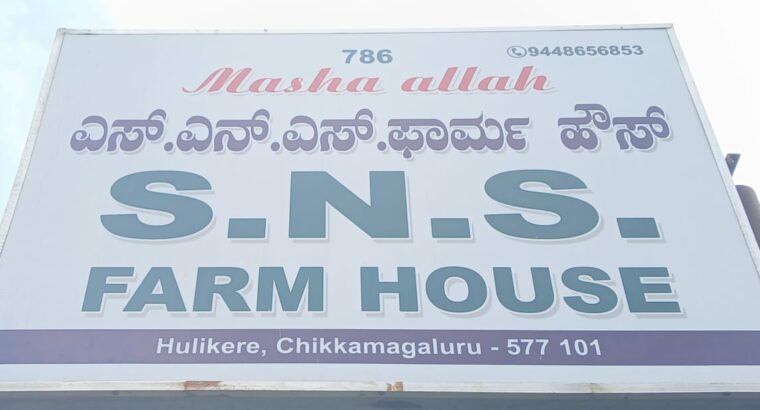 786
9448656853
Masha allah
ಎಸ್.ಎನ್.ಎಸ್.ಫಾರ್ಮ ಹೌಸ್
S.N.S.
FARM HOUSE
Hulikere, Chikkamagaluru - 577 101